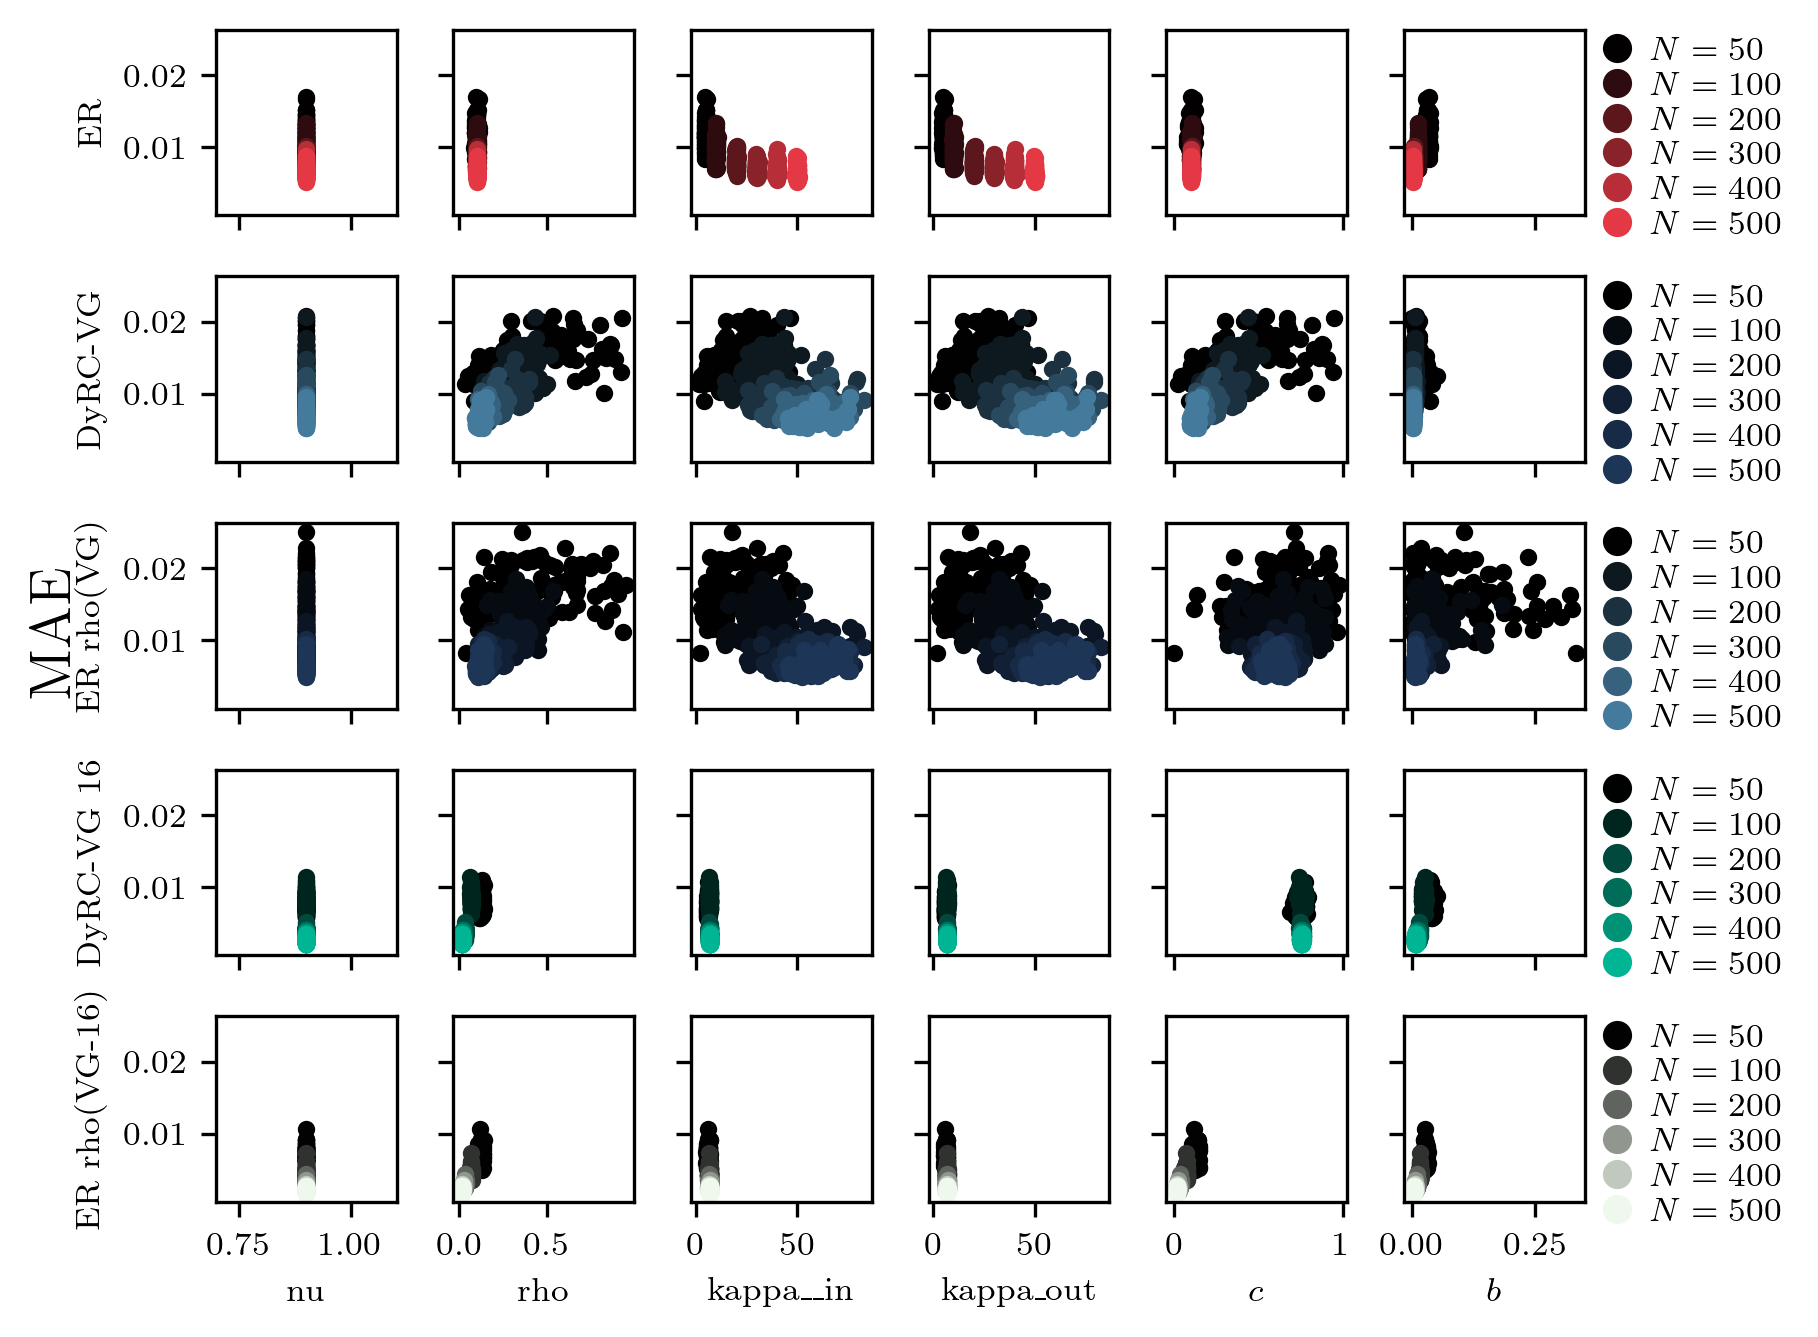 MAE
ER
0.02
0.01
N = 50
N = 100
N = 200
N = 300
N = 400
N = 500
DyRC-VG
0.02
0.01
N = 50
N = 100
N = 200
N = 300
N = 400
N = 500
ER rho(VG)
0.02
0.01
N = 50
N = 100
N = 200
N = 300
N = 400
N = 500
DyRC-VG 16
0.02
0.01
N = 50
N = 100
N = 200
N = 300
N = 400
N = 500
ER rho(VG-16)
0.02
0.01
N = 50
N = 100
N = 200
N = 300
N = 400
N = 500
0.75 1.00 0.0 0.5 0 50 0 50 0 1 0.00 0.25
nu rho kappa__in kappa_out c b